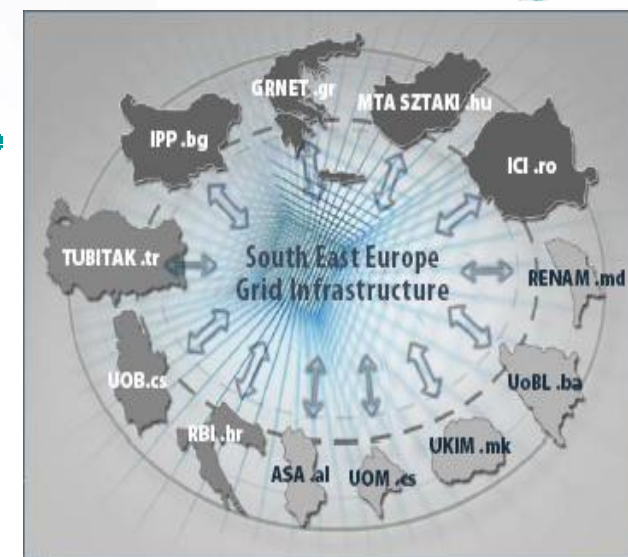 GRNET .gr
MTA SZTAKI .hu
IPP .bg
ICI .ro
TUBITAK .tr
South East Europe
Grid Infrastructure
RENAM .md
UOB.cs
UoBL .ba
RBI .hr
UKIM .mk
ASA .al
UOM .cs